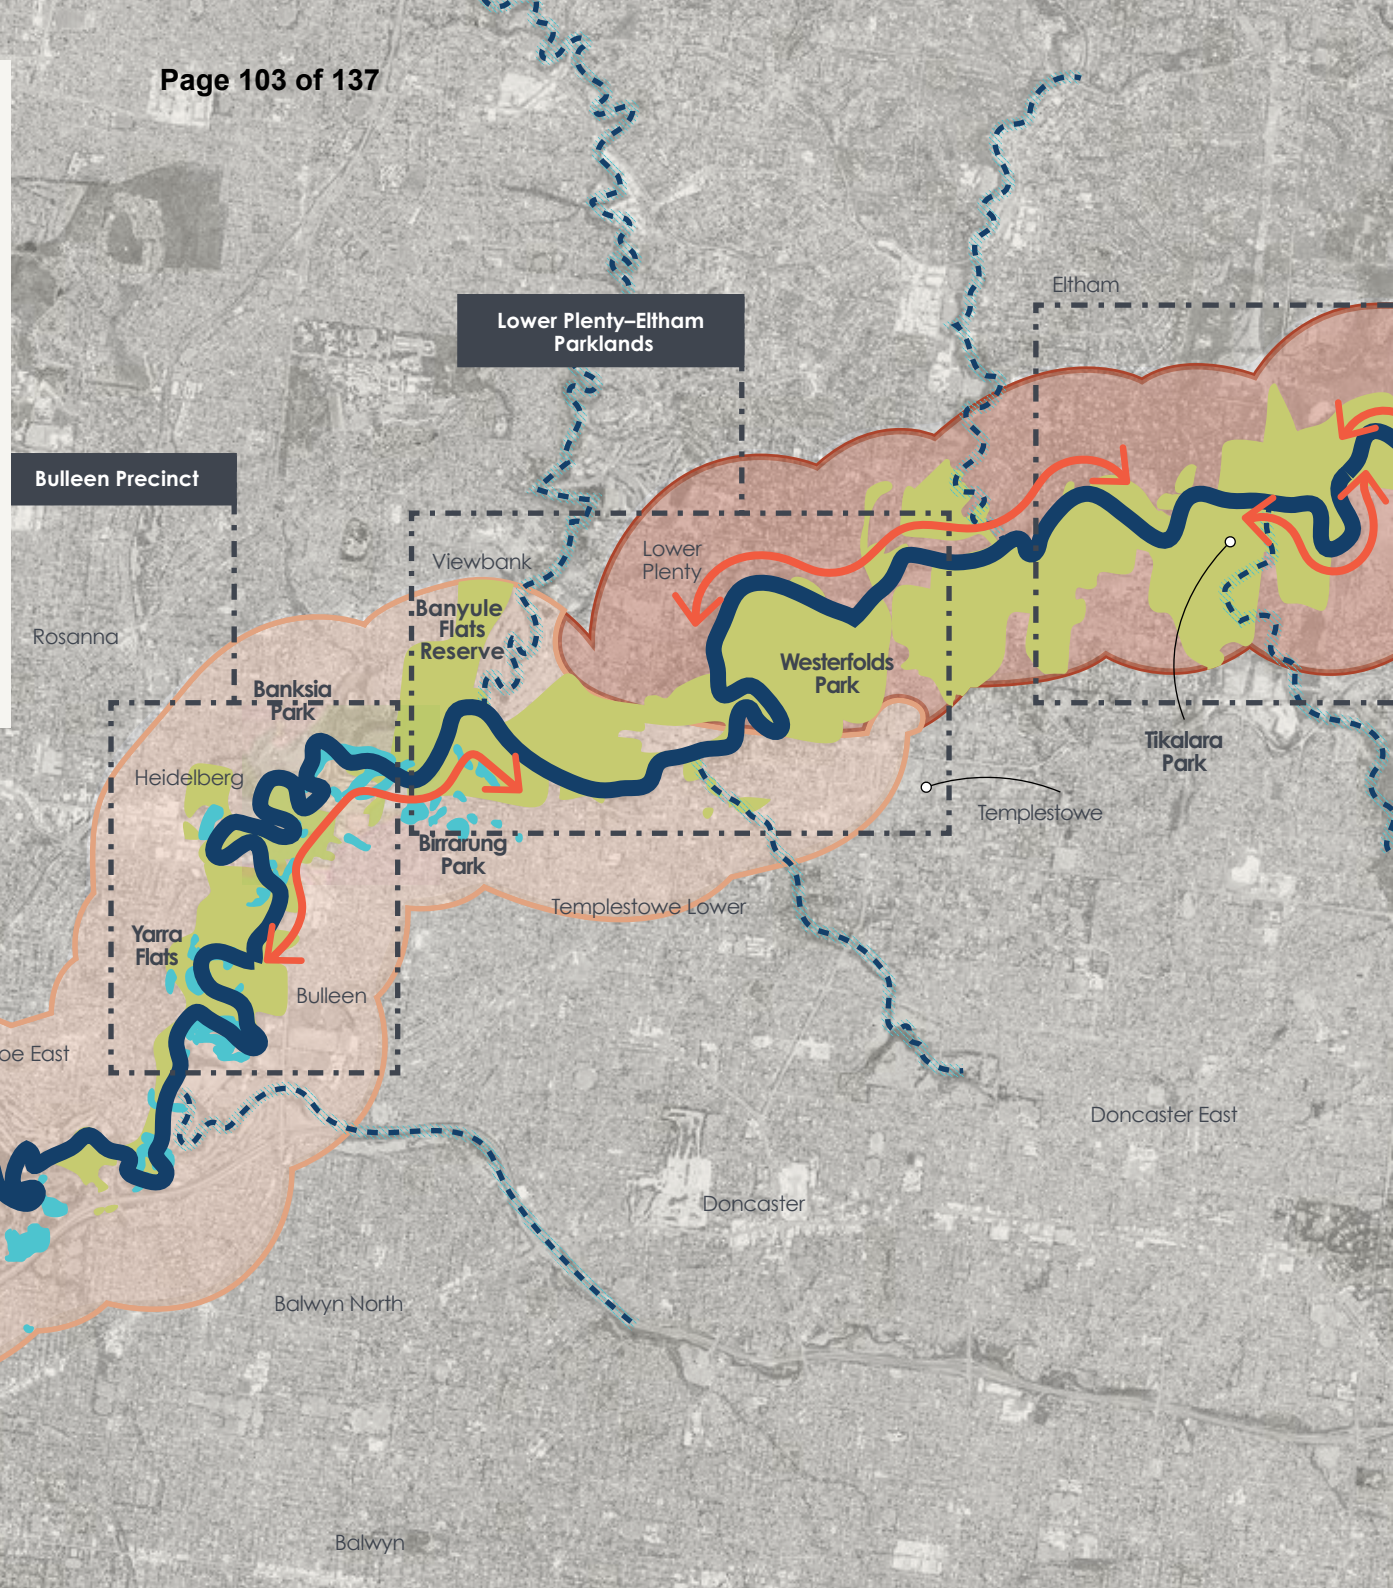 Page 103 of 137
Eltham
Lower Plenty–Eltham
Parklands
Bulleen Precinct
Viewbank
Lower
Plenty
Banyule
Flats
Reserve
Rosanna
Westerfolds
Park
Banksia
Park
Tikalara
Park
Heidelberg
Templestowe
Birrarung
Park
Templestowe Lower
Yarra
Flats
Bulleen
oe East
Doncaster East
Doncaster
Balwyn North
Balwyn